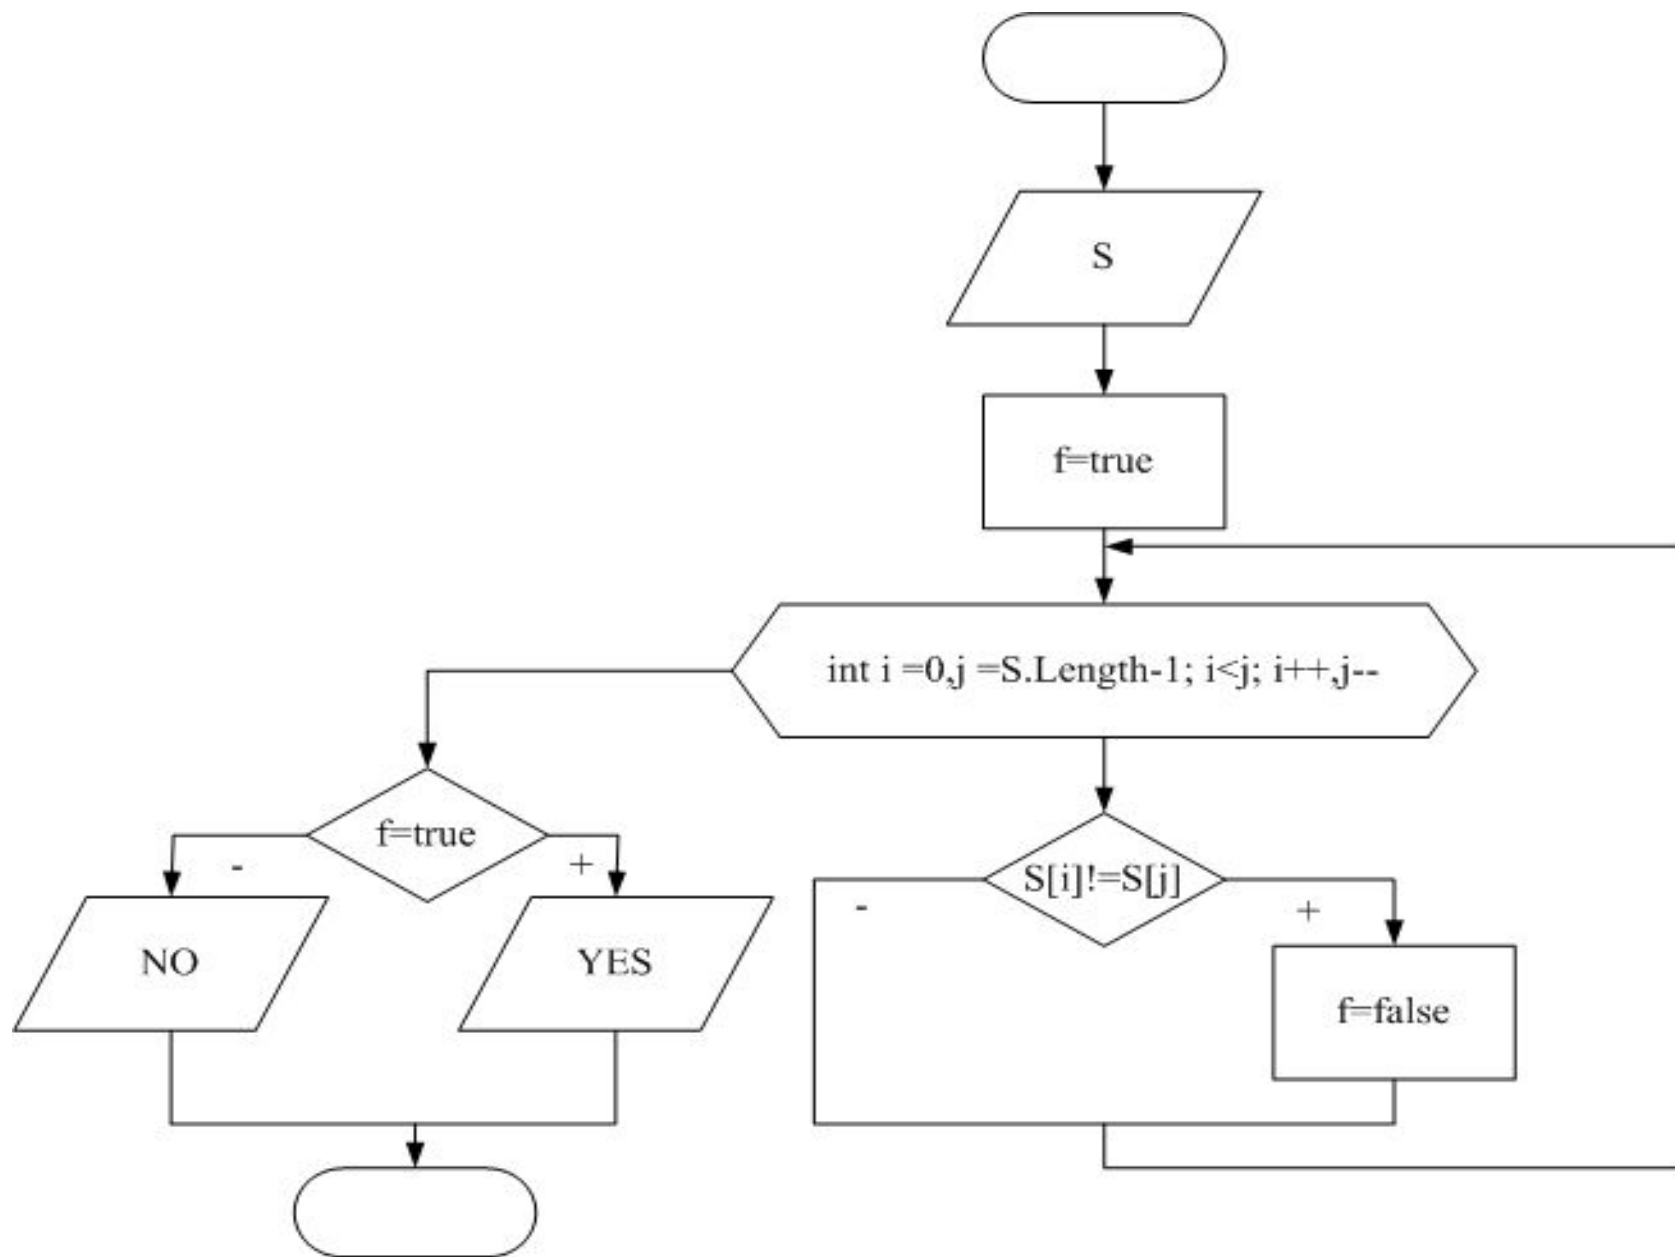 S
f=true
int i =0,j =S.Length-1; i<j; i++,j--
f=true
S[i]!=S[j]
-
+
-
+
NO
YES
f=false